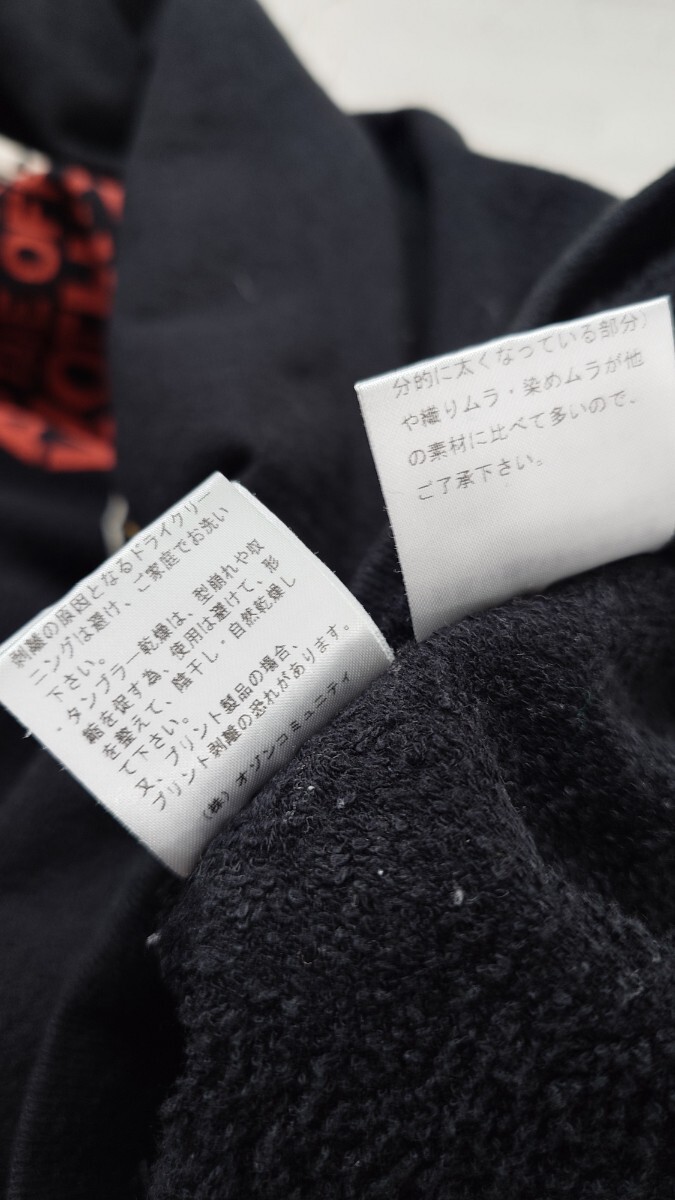 剥離の原因となるドライクリー
ニングは避け、ご家庭でお洗い
下さい。
・タンブラー乾燥は、型崩れや収
縮を促す為、使用は避けて、形
を整えて、陰干し・自然乾燥し
て下さい。
又、プリント製品の場合、
プリント剥離の恐れがあります。
(株)オゾンコミュニティ
分的に太くなっている部分)
や織りムラ・染めムラが他
の素材に比べて多いので、
ご了承下さい。